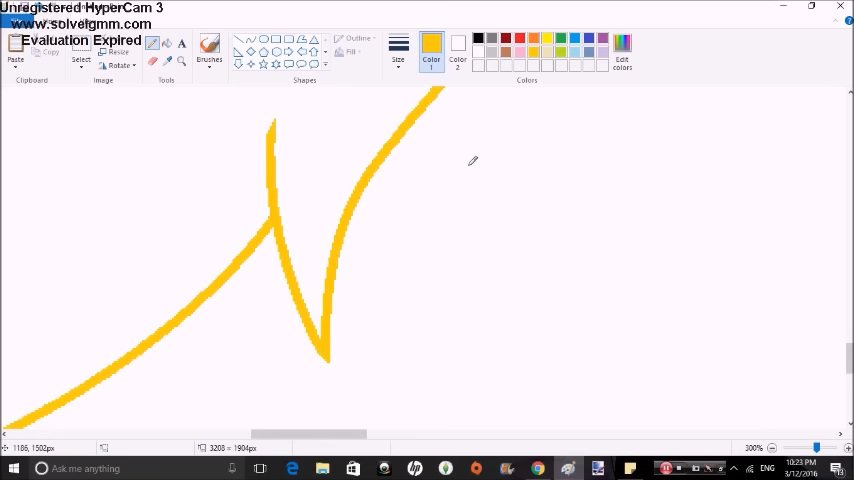 Unregistered HyperCam 3
www.solveigmm.com
Evaluation Expired
Paste
Copy
Select
Resize
Rotate
A
Brushes
Outline
Fill
Size
Color
1
Color
2
Edit
colors
Clipboard
Image
Tools
Shapes
Colors
1186, 1502px
3208 × 1904px
300%
Ask me anything
ENG
10:23 PM
3/12/2016